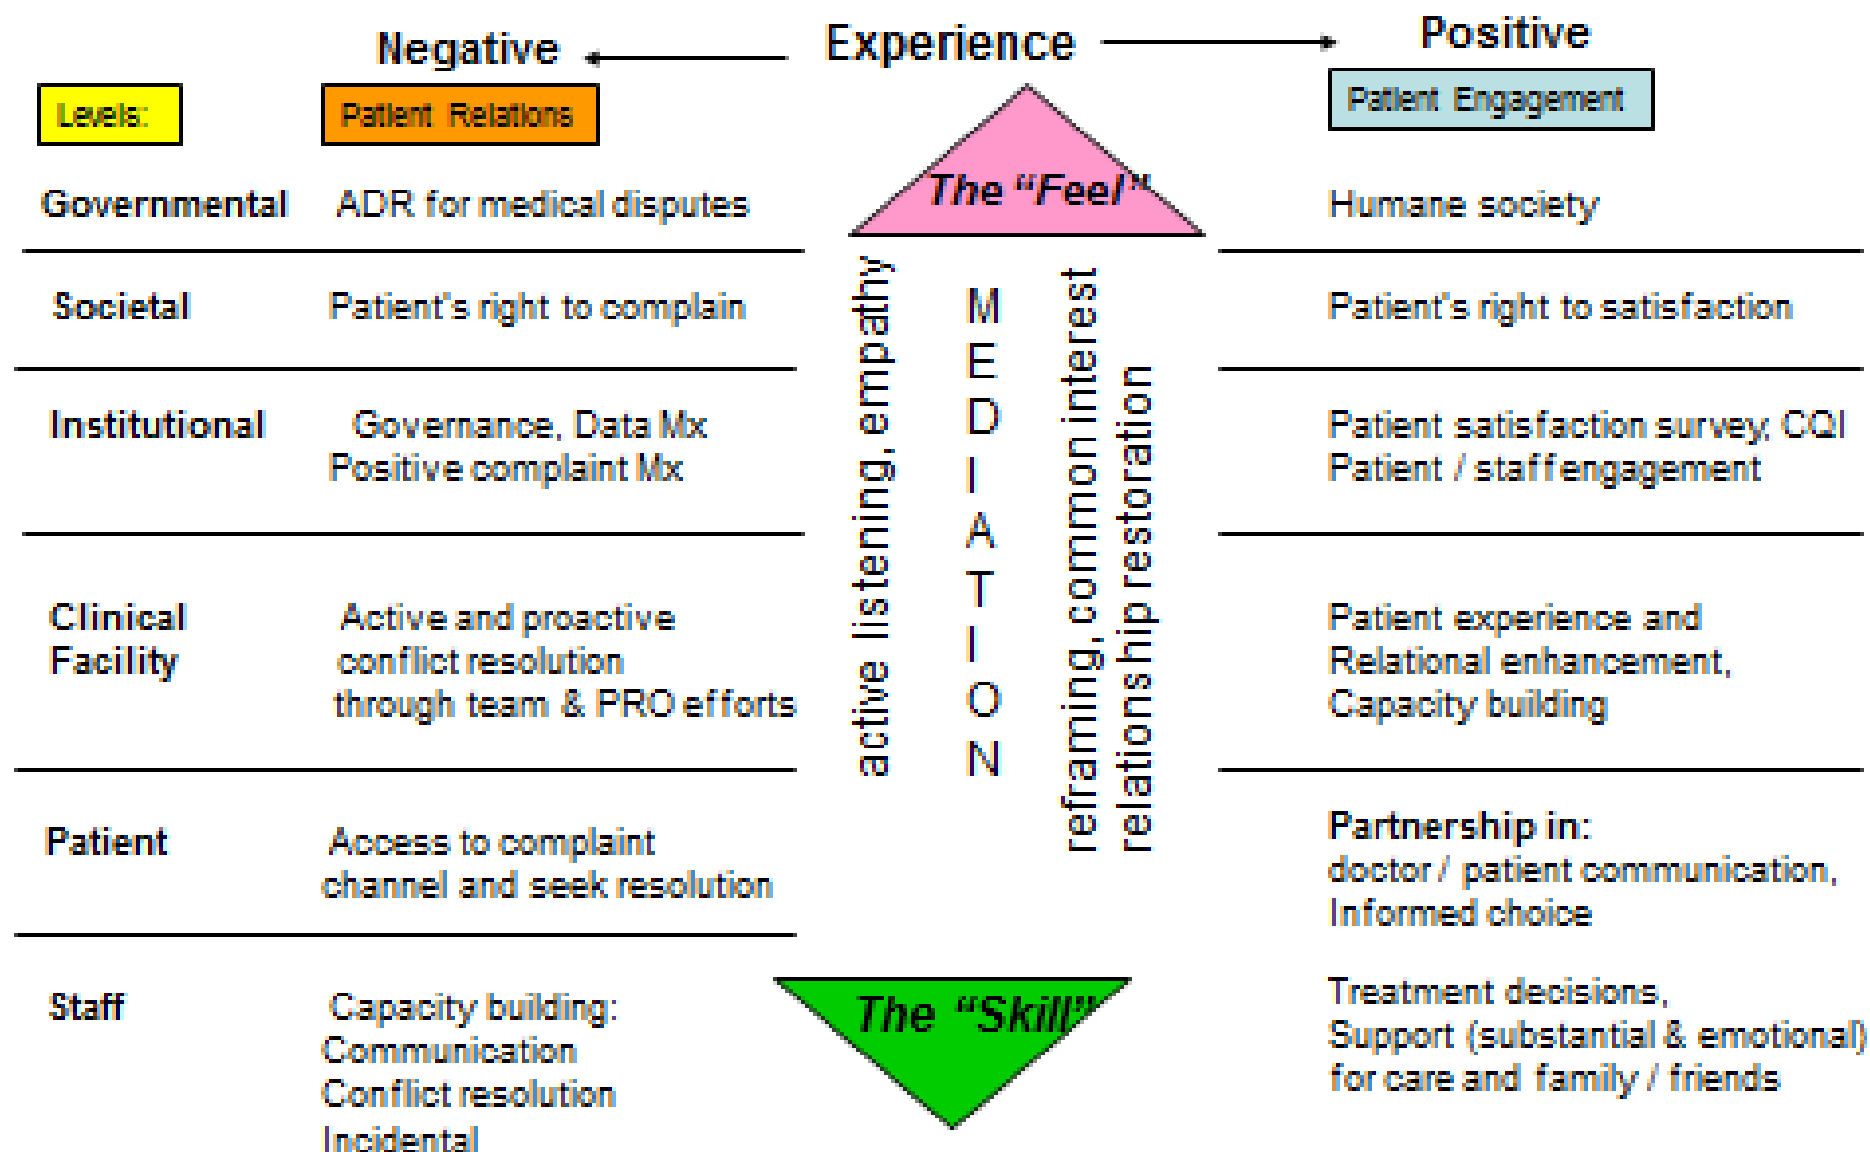 Negative
Experience
Positive
Levels:
Patient Relations
Patient Engagement
The "Feel"
Governmental
ADR for medical disputes
Humane society
Societal
Patient's right to complain
Patient's right to satisfaction
Institutional
Governance, Data Mx
Positive complaint Mx
Patient satisfaction survey, CQI
Patient / staff engagement
active listening, empathy
MEDIATION
reframing, common interest
relationship restoration
Clinical
Facility
Active and proactive
conflict resolution
through team & PRO efforts
Patient experience and
Relational enhancement,
Capacity building
Patient
Access to complaint
channel and seek resolution
Partnership in:
doctor / patient communication,
Informed choice
Staff
Capacity building:
Communication
Conflict resolution
Incidental
The "Skill"
Treatment decisions,
Support (substantial & emotional)
for care and family / friends